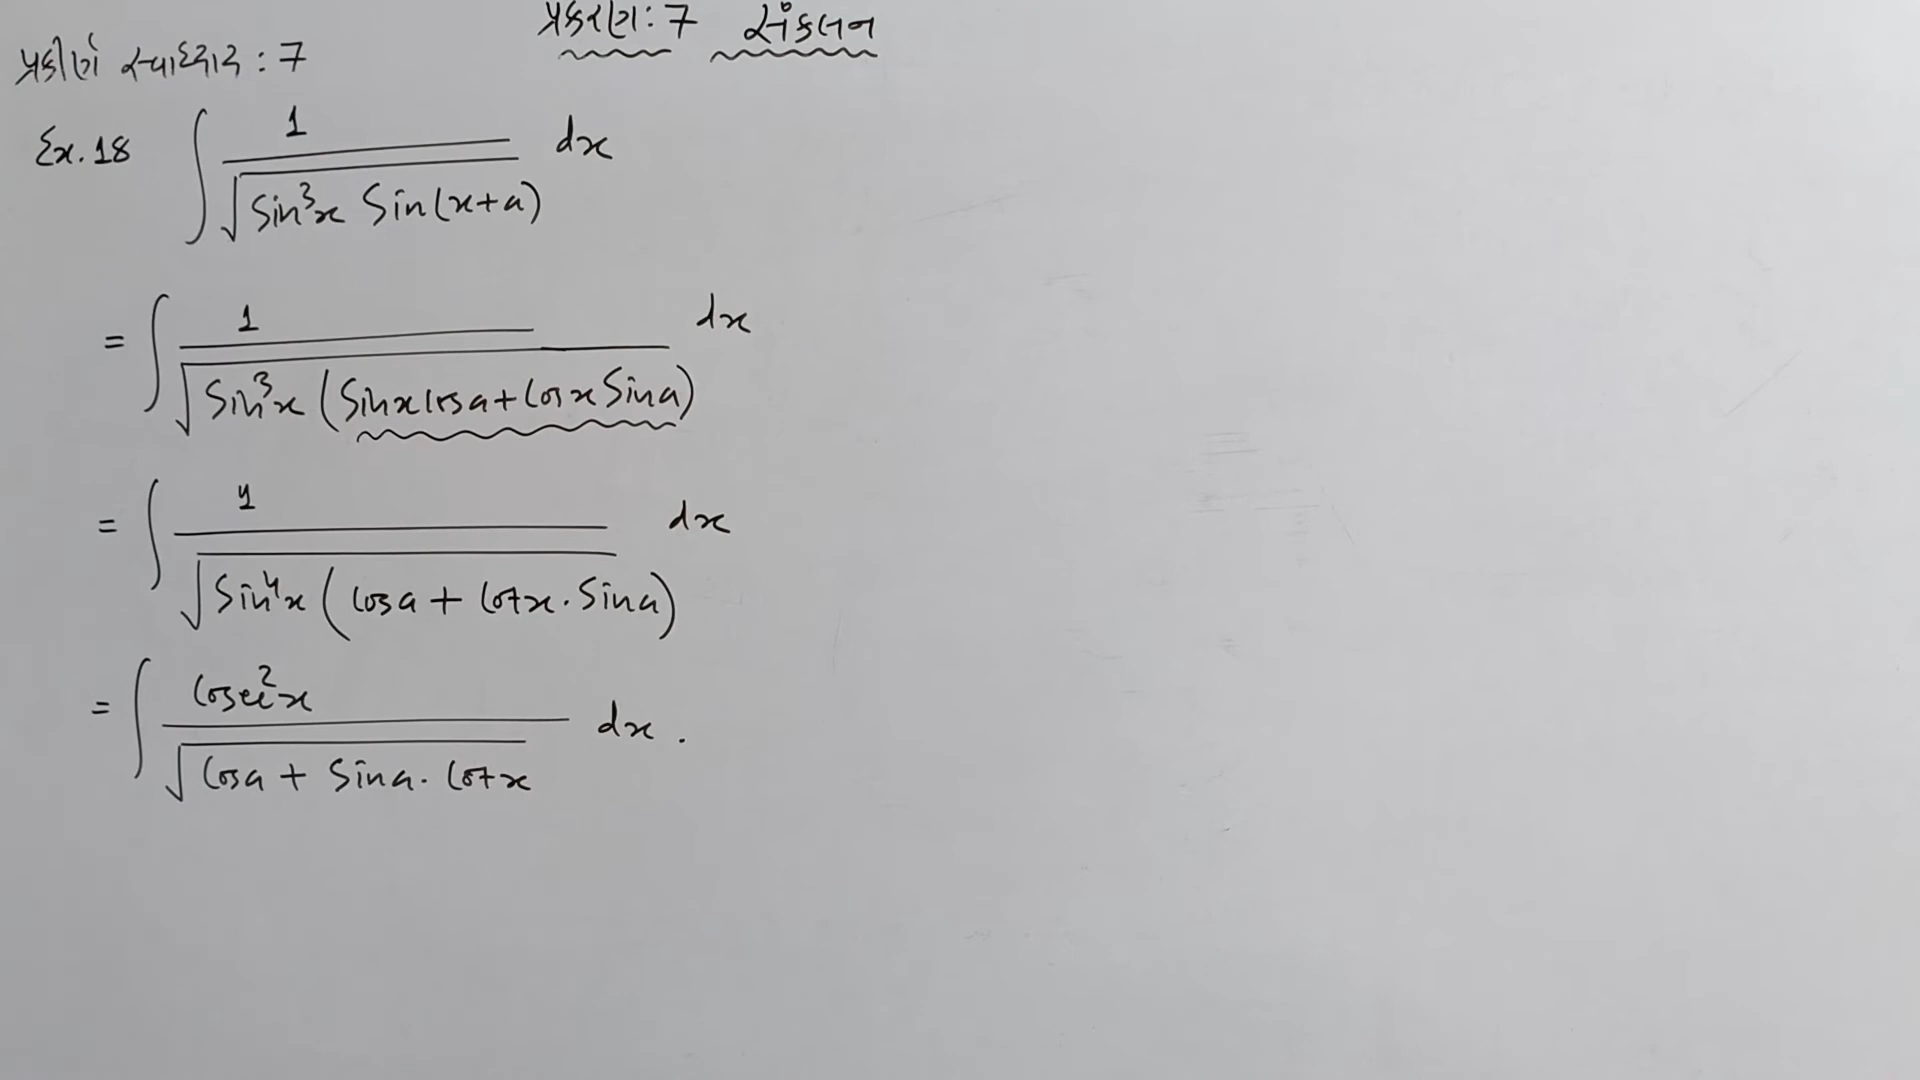 પ્રકરણ: 7 સંકલન
પ્રકીર્ણ સ્વાધ્યાય : 7
Ex. 18 ∫ 1 / √(Sin³x Sin(x+a)) dx
= ∫ 1 / √(Sin³x (Sinx cosa + Cosx Sina)) dx
= ∫ 1 / √(Sin⁴x (Cosa + Cotx . Sina)) dx
= ∫ Cosec²x / √(Cosa + Sina. Cotx) dx .